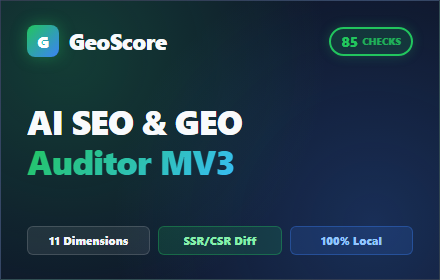 G GeoScore
85 CHECKS
AI SEO & GEO
Auditor MV3
11 Dimensions
SSR/CSR Diff
100% Local